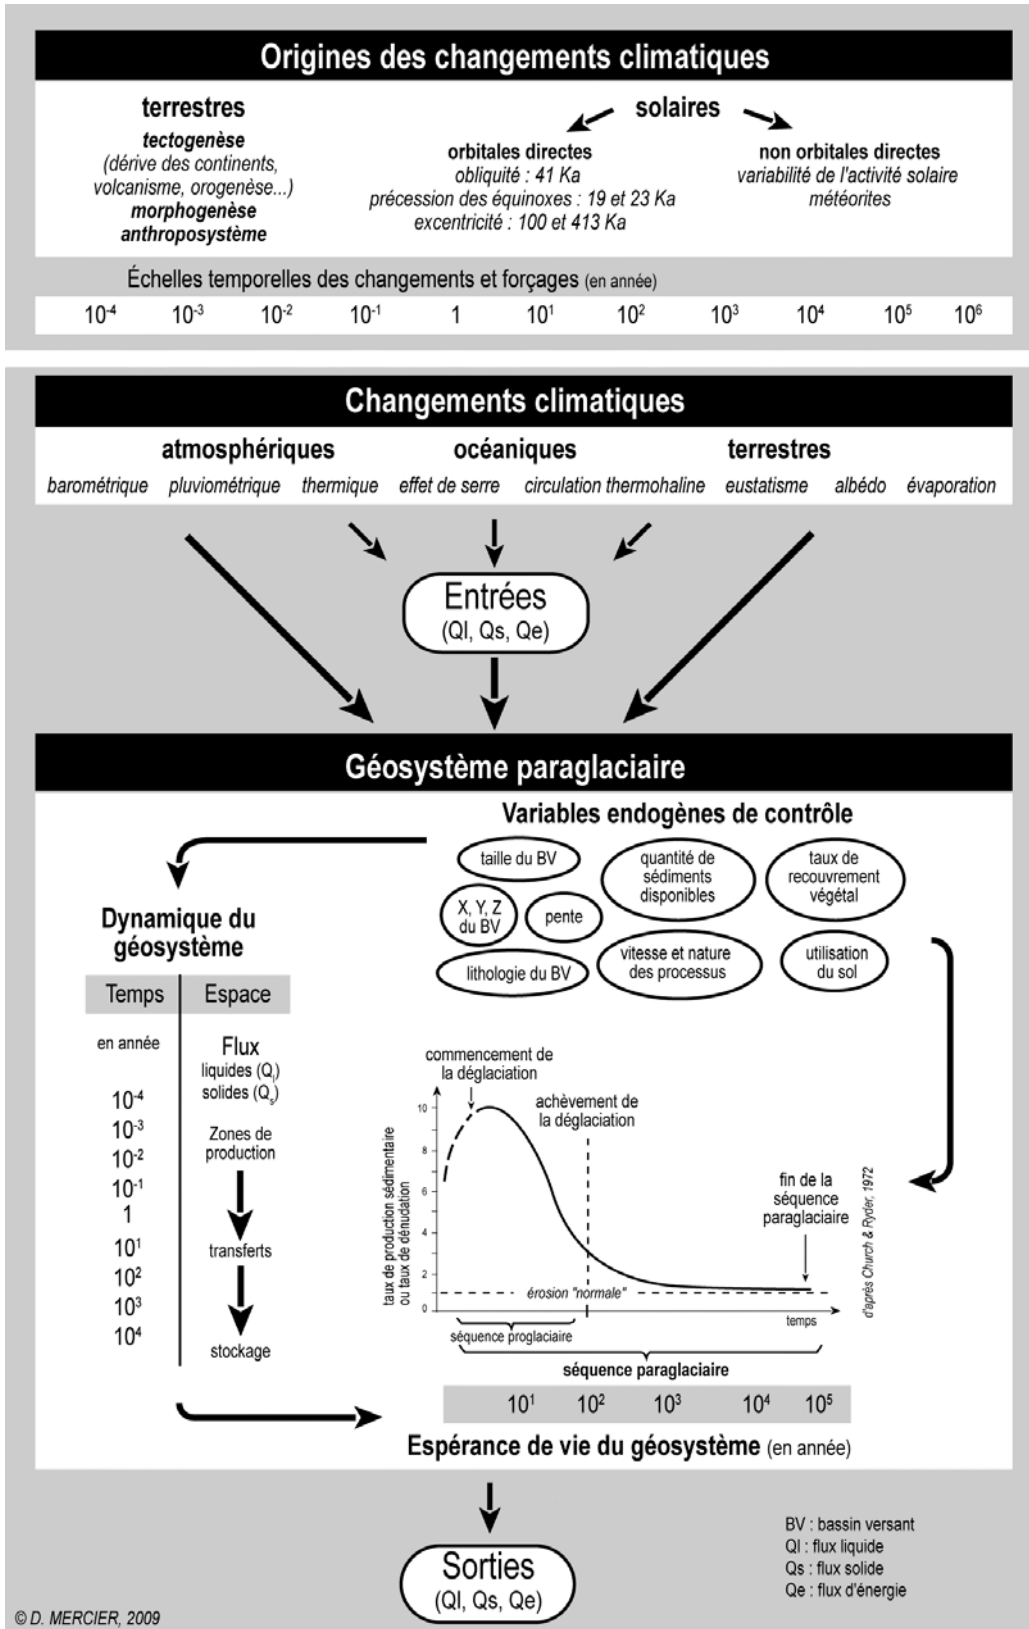 Origines des changements climatiques
terrestres
tectogenèse
(dérive des continents,
volcanisme, orogenèse...)
morphogenèse
anthroposystème
solaires
orbitales directes
obliquité : 41 Ka
précession des équinoxes : 19 et 23 Ka
excentricité : 100 et 413 Ka
non orbitales directes
variabilité de l'activité solaire
météorites
Échelles temporelles des changements et forçages (en année)
10⁻⁴ 10⁻³ 10⁻² 10⁻¹ 1 10¹ 10² 10³ 10⁴ 10⁵ 10⁶
Changements climatiques
atmosphériques océaniques terrestres
barométrique pluviométrique thermique effet de serre circulation thermohaline eustatisme albédo évaporation
Entrées
(Ql, Qs, Qe)
Géosystème paraglaciaire
Variables endogènes de contrôle
taille du BV
quantité de
sédiments
disponibles
taux de
recouvrement
végétal
X, Y, Z
du BV
pente
lithologie du BV
vitesse et nature
des processus
utilisation
du sol
Dynamique du
géosystème
Temps Espace
en année
10⁻⁴
10⁻³
10⁻²
10⁻¹
1
10¹
10²
10³
10⁴
Flux
liquides (Qₗ)
solides (Qₛ)
Zones de
production
transferts
stockage
commencement de
la déglaciation
achèvement de
la déglaciation
fin de la
séquence
paraglaciaire
taux de production sédimentaire
ou taux de dénudation
10
8
6
4
2
0
érosion "normale"
temps
d'après Church & Ryder, 1972
séquence proglaciaire
séquence paraglaciaire
10¹ 10² 10³ 10⁴ 10⁵
Espérance de vie du géosystème (en année)
Sorties
(Ql, Qs, Qe)
BV : bassin versant
Ql : flux liquide
Qs : flux solide
Qe : flux d'énergie
© D. MERCIER, 2009